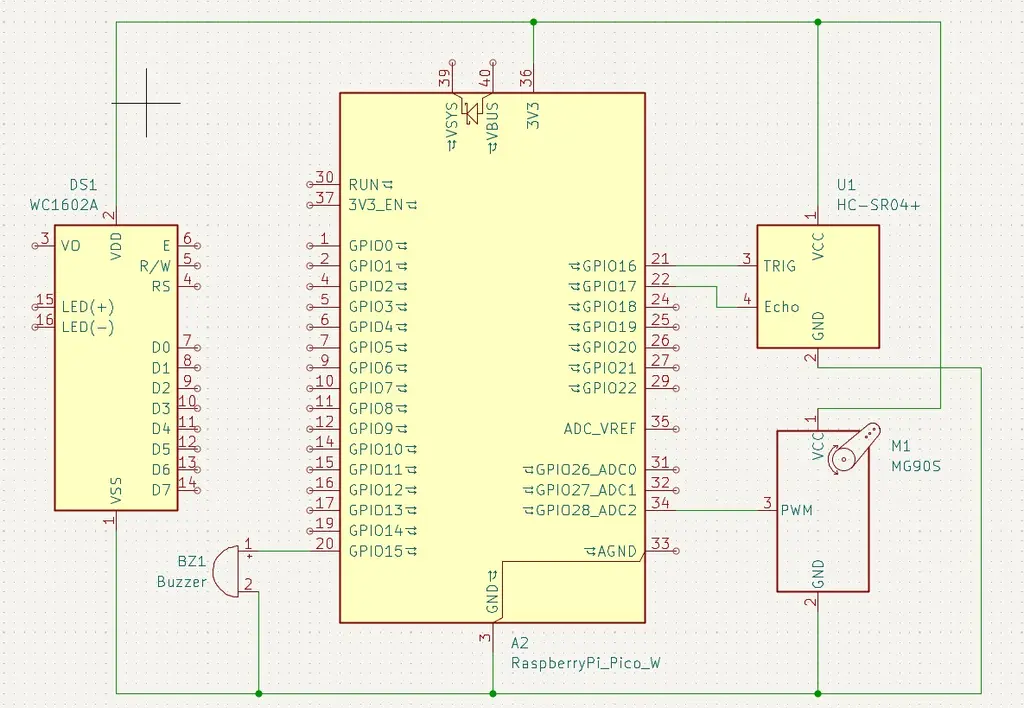 39
40
36
VSYS
VBUS
3V3
DS1
WC1602A
2
VDD
3 VO
E 6
R/W 5
RS 4
15 LED(+)
16 LED(-)
D0 7
D1 8
D2 9
D3 10
D4 11
D5 12
D6 13
D7 14
VSS
1
BZ1
Buzzer
1
+
2
30 RUN
37 3V3_EN
1 GPIO0
2 GPIO1
4 GPIO2
5 GPIO3
6 GPIO4
7 GPIO5
9 GPIO6
10 GPIO7
11 GPIO8
12 GPIO9
14 GPIO10
15 GPIO11
16 GPIO12
17 GPIO13
19 GPIO14
20 GPIO15
GPIO16 21
GPIO17 22
GPIO18 24
GPIO19 25
GPIO20 26
GPIO21 27
GPIO22 29
ADC_VREF 35
GPIO26_ADC0 31
GPIO27_ADC1 32
GPIO28_ADC2 34
AGND 33
GND
3
A2
RaspberryPi_Pico_W
U1
HC-SR04+
1
VCC
3 TRIG
4 Echo
GND
2
1
VCC
M1
MG90S
3 PWM
GND
2